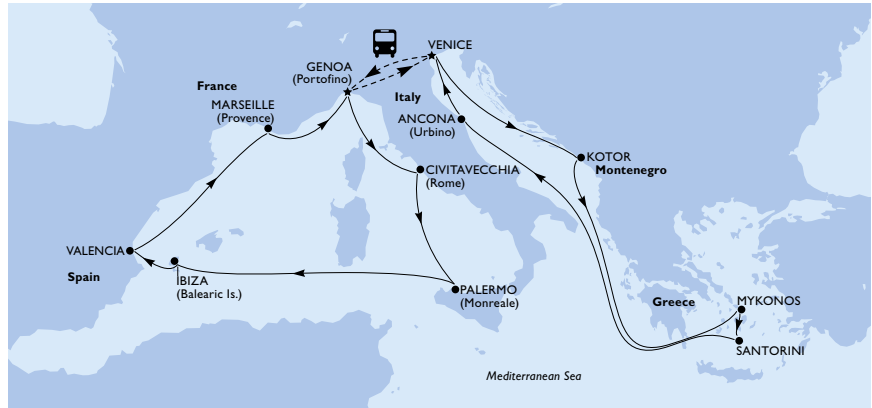 VENICE
GENOA
(Portofino)
France
Italy
MARSEILLE
(Provence)
ANCONA
(Urbino)
KOTOR
Montenegro
CIVITAVECCHIA
(Rome)
VALENCIA
Spain
IBIZA
(Balearic Is.)
PALERMO
(Monreale)
Greece
MYKONOS
SANTORINI
Mediterranean Sea